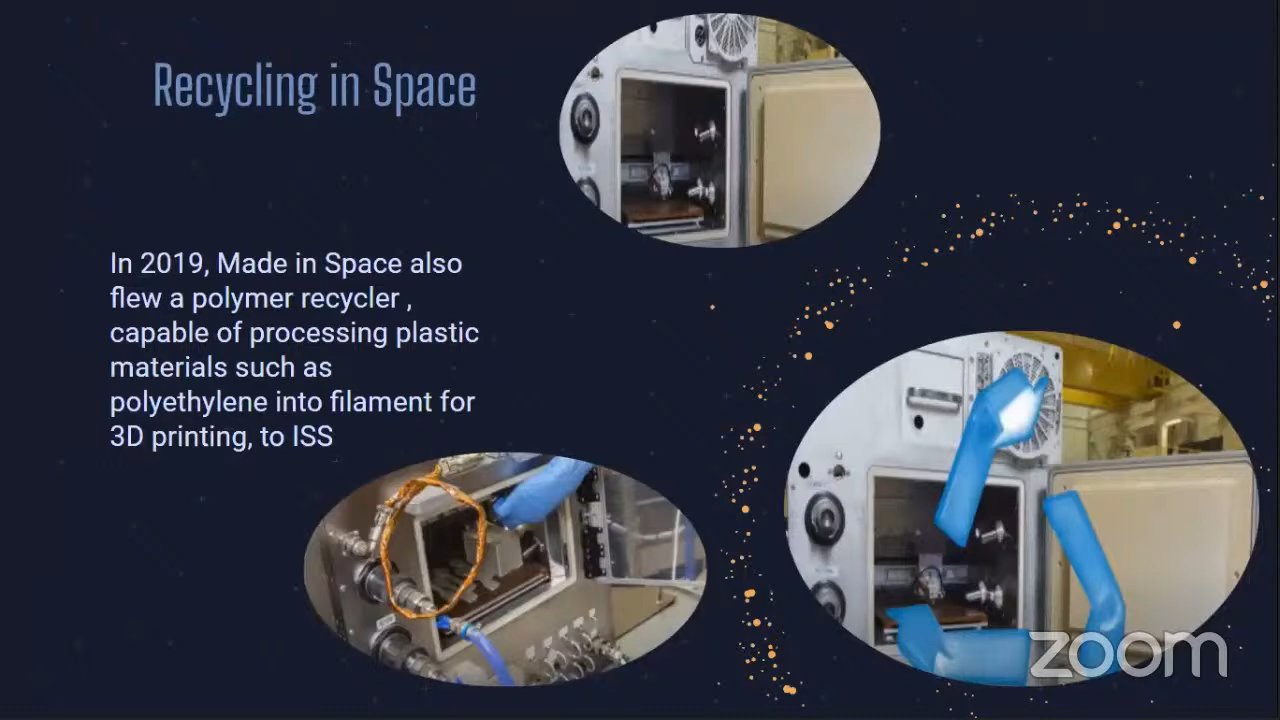 Recycling in Space
In 2019, Made in Space also
flew a polymer recycler ,
capable of processing plastic
materials such as
polyethylene into filament for
3D printing, to ISS
zoom